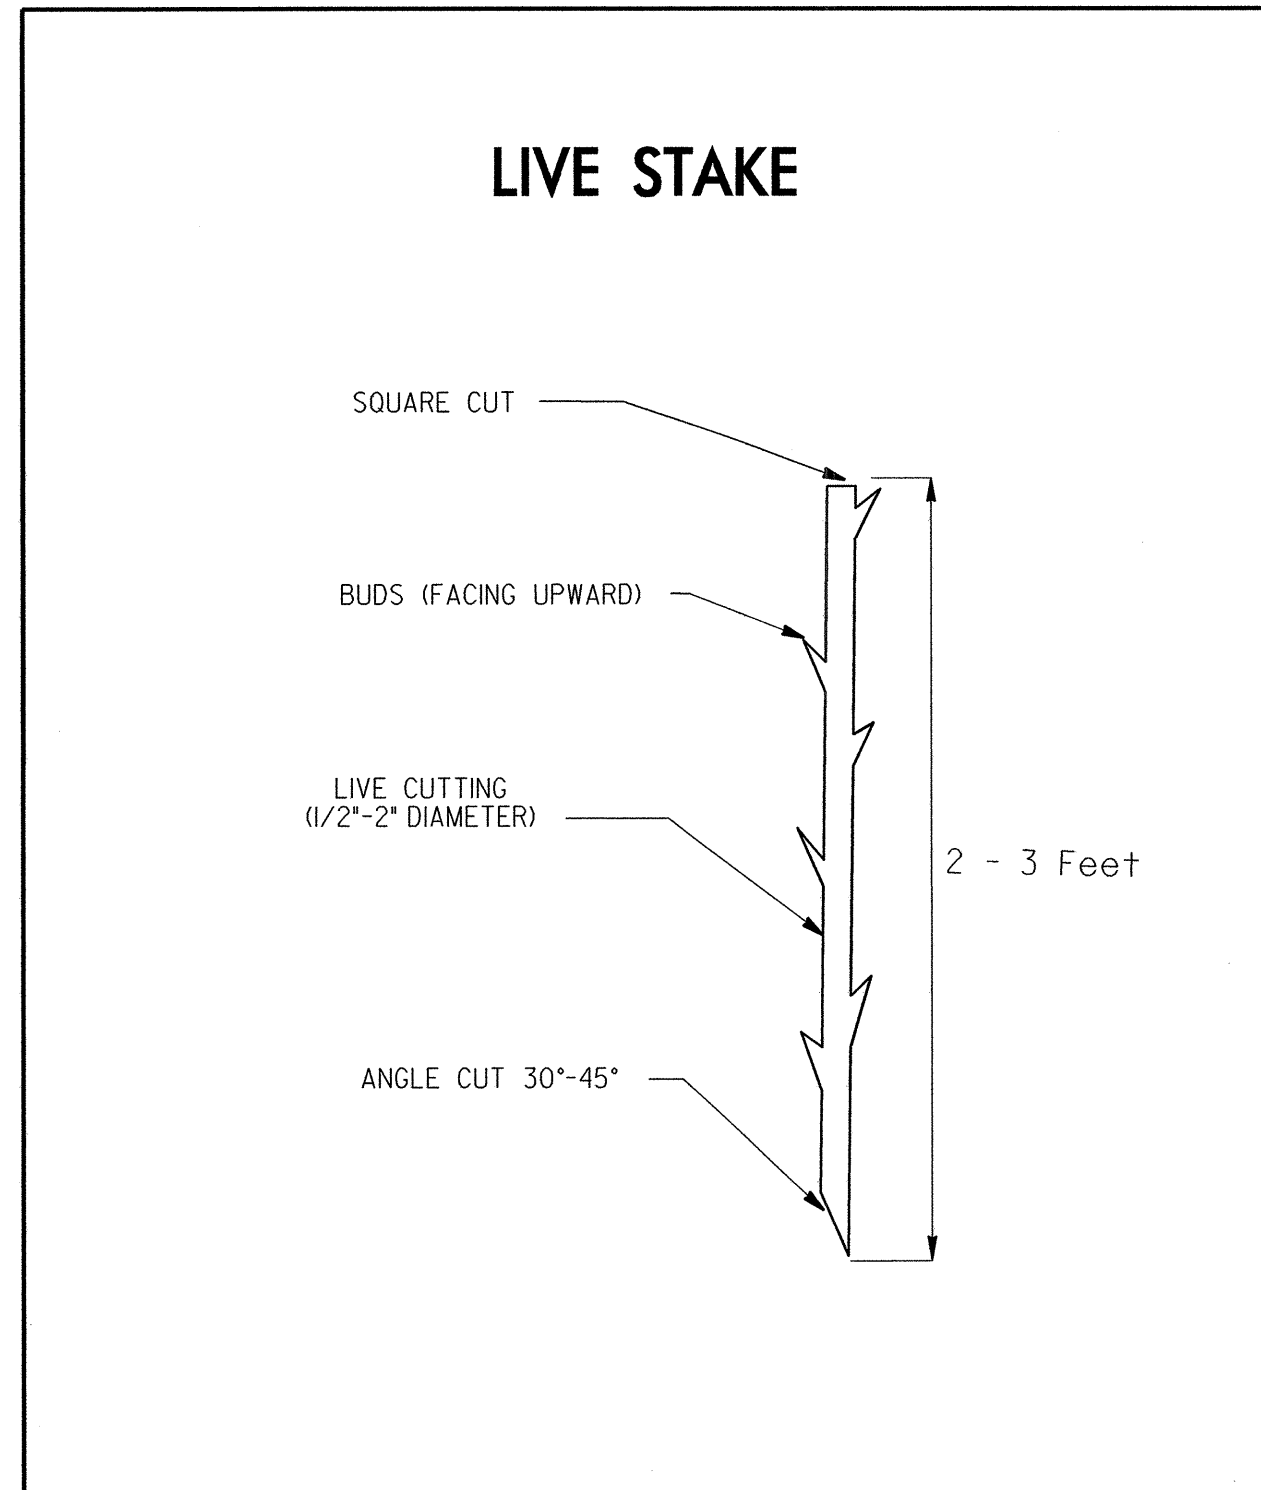 LIVE STAKE
SQUARE CUT
BUDS (FACING UPWARD)
LIVE CUTTING
(1/2"-2" DIAMETER)
2 - 3 Feet
ANGLE CUT 30°-45°